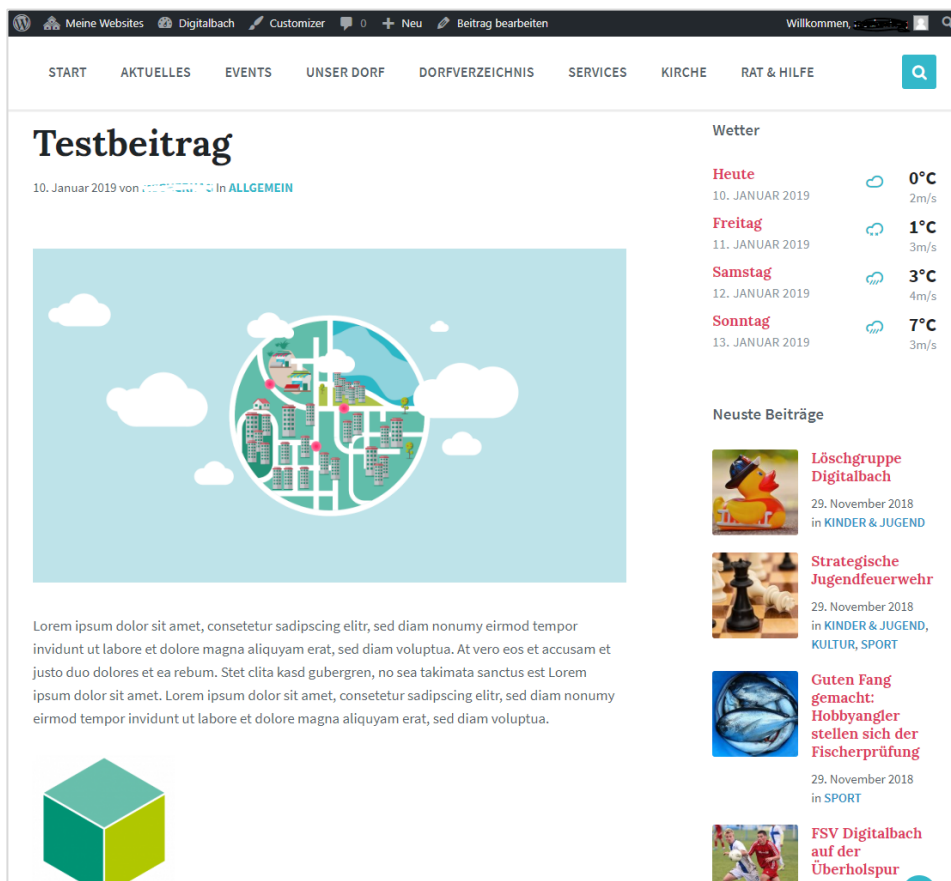 Meine Websites Digitalbach Customizer 0 Neu Beitrag bearbeiten Willkommen,
START AKTUELLES EVENTS UNSER DORF DORFVERZEICHNIS SERVICES KIRCHE RAT & HILFE
Testbeitrag
10. Januar 2019 von In ALLGEMEIN
Lorem ipsum dolor sit amet, consetetur sadipscing elitr, sed diam nonumy eirmod tempor
invidunt ut labore et dolore magna aliquyam erat, sed diam voluptua. At vero eos et accusam et
justo duo dolores et ea rebum. Stet clita kasd gubergren, no sea takimata sanctus est Lorem
ipsum dolor sit amet. Lorem ipsum dolor sit amet, consetetur sadipscing elitr, sed diam nonumy
eirmod tempor invidunt ut labore et dolore magna aliquyam erat, sed diam voluptua.
Wetter
Heute
10. JANUAR 2019
0°C
2m/s
Freitag
11. JANUAR 2019
1°C
3m/s
Samstag
12. JANUAR 2019
3°C
4m/s
Sonntag
13. JANUAR 2019
7°C
3m/s
Neuste Beiträge
Löschgruppe
Digitalbach
29. November 2018
in KINDER & JUGEND
Strategische
Jugendfeuerwehr
29. November 2018
in KINDER & JUGEND,
KULTUR, SPORT
Guten Fang
gemacht:
Hobbyangler
stellen sich der
Fischerprüfung
29. November 2018
in SPORT
FSV Digitalbach
auf der
Überholspur